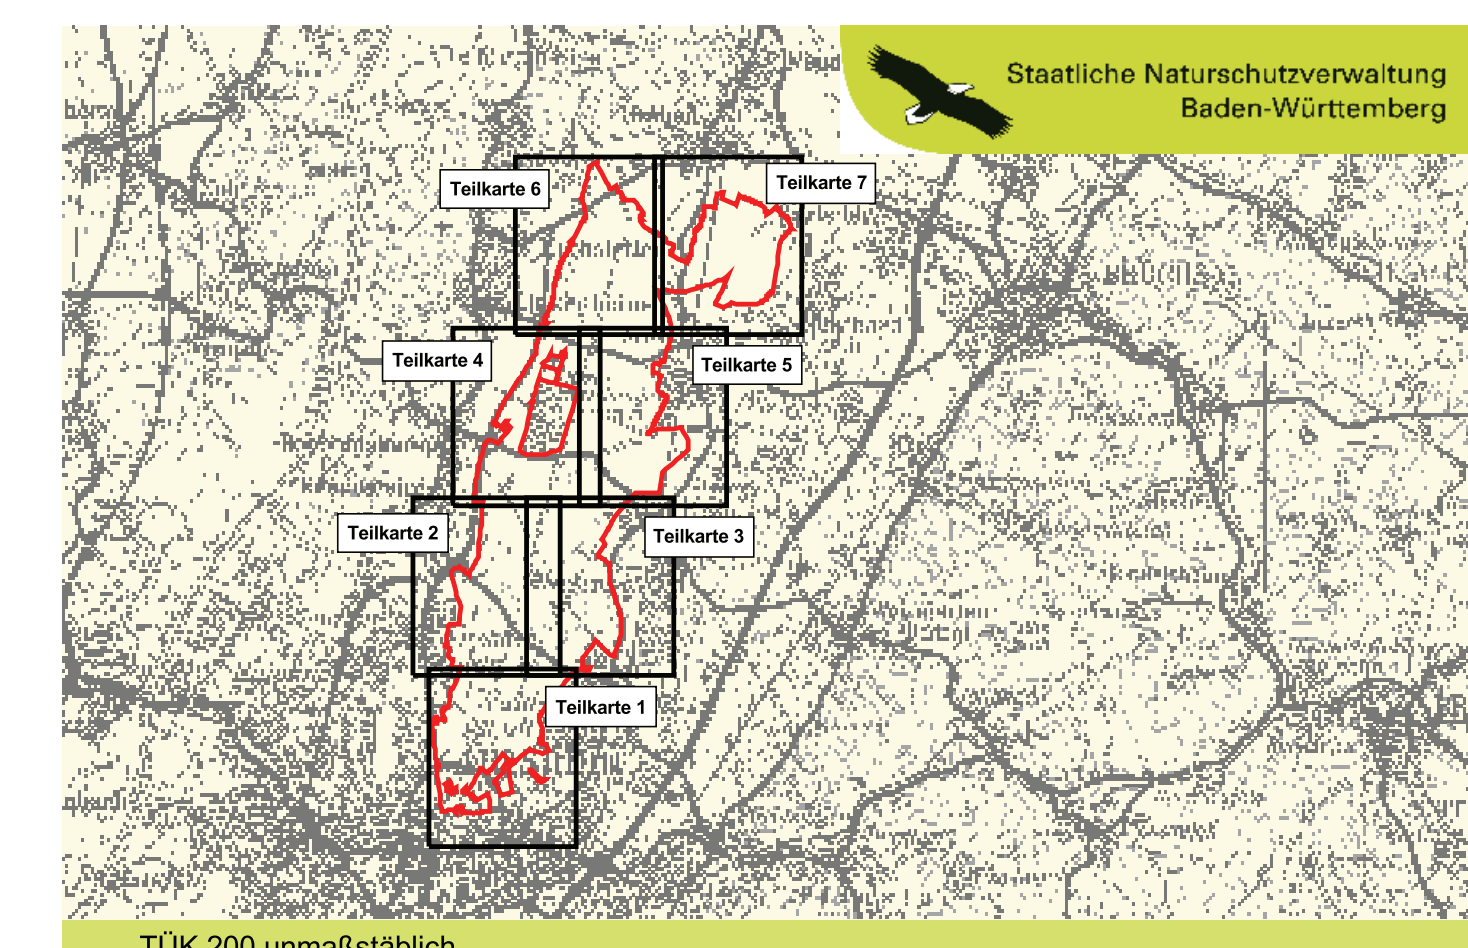 Staatliche Naturschutzverwaltung
Baden-Württemberg
Teilkarte 6
Teilkarte 7
Teilkarte 4
Teilkarte 5
Teilkarte 2
Teilkarte 3
Teilkarte 1
TÜK 200 unmaßstäblich